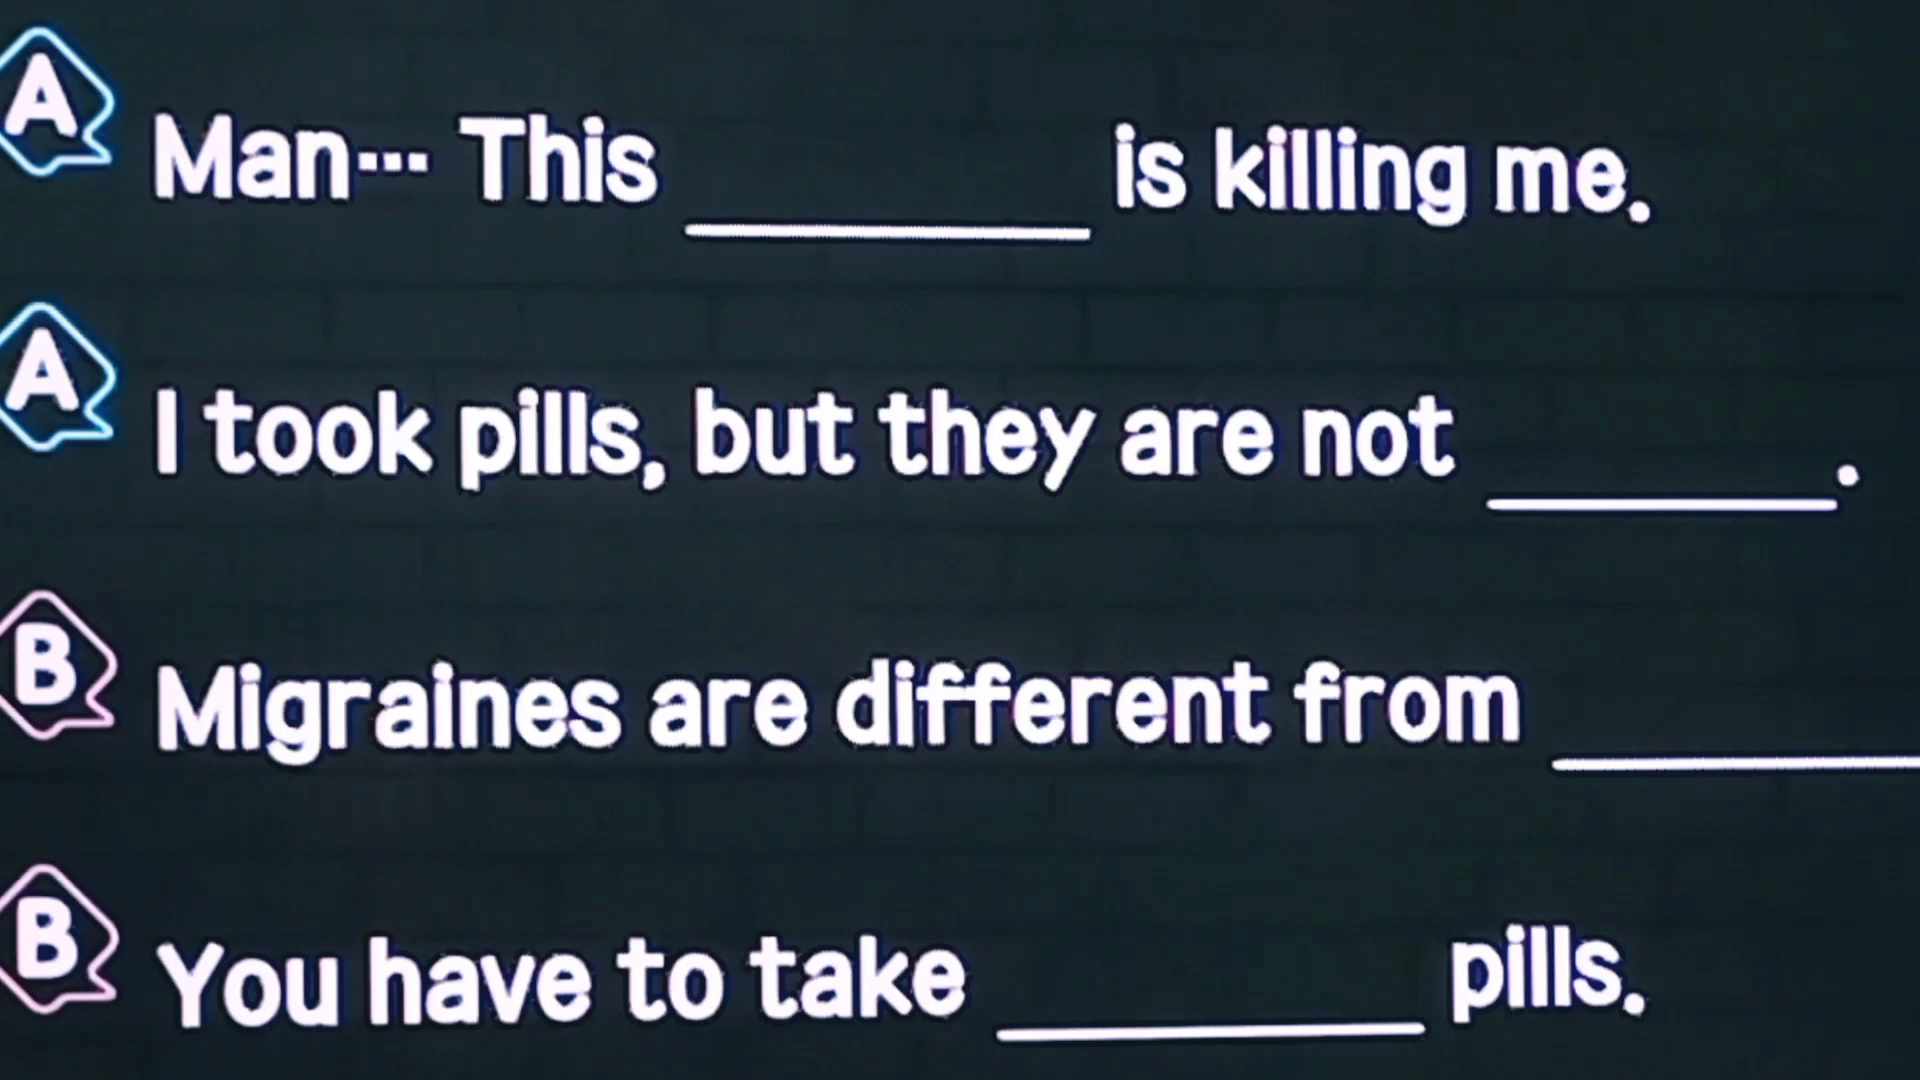 A Man… This ________ is killing me.
A I took pills, but they are not ________.
B Migraines are different from ________
B You have to take ________ pills.